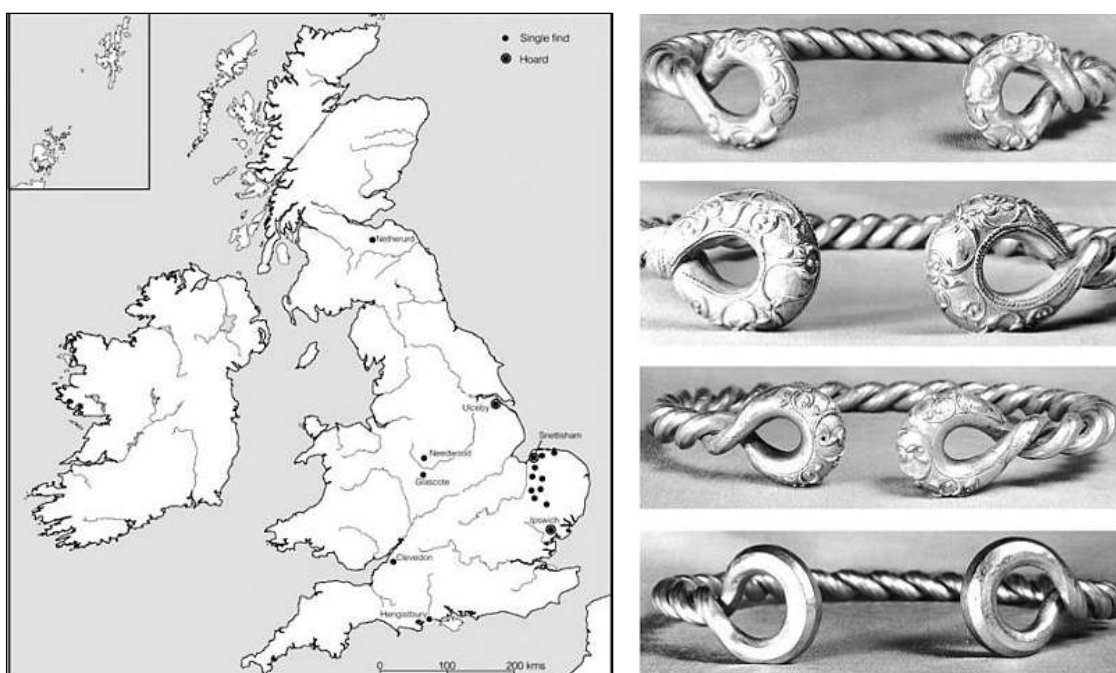 Single find
Hoard
Netherurd
Ulceby
Snettisham
Needwood
Glascote
Ipswich
Clevedon
Hengistbury
0 100 200 kms